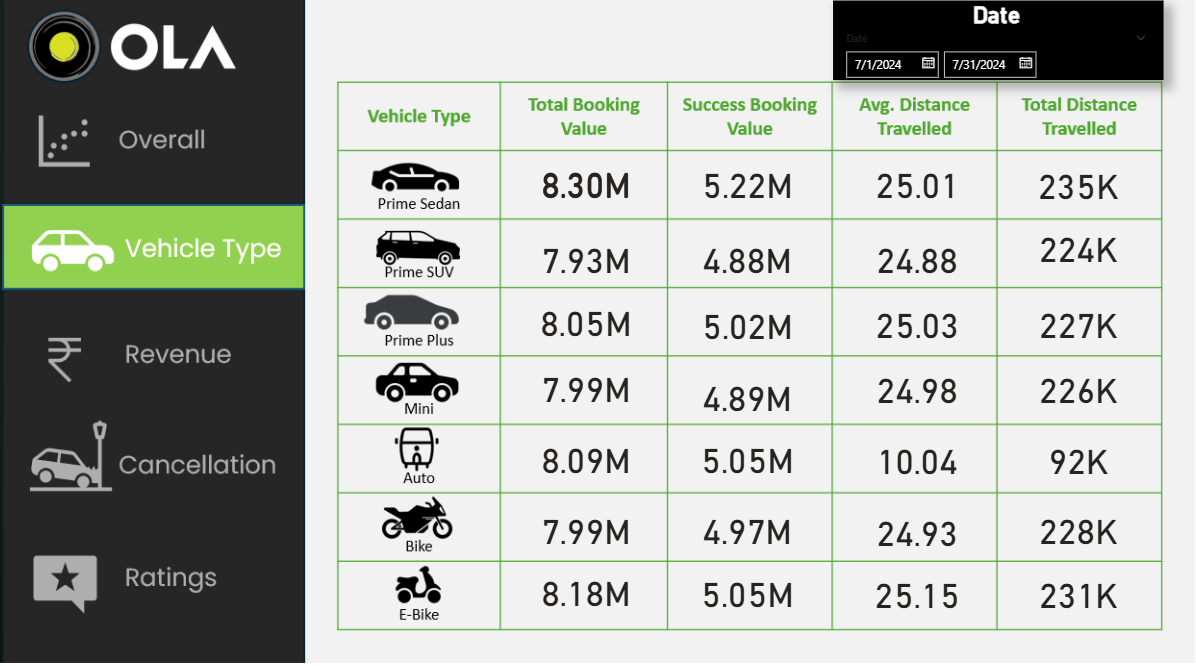 OLA
Overall
Vehicle Type
Revenue
Cancellation
Ratings
Date
Date
7/1/2024 7/31/2024
Vehicle Type Total Booking Value Success Booking Value Avg. Distance Travelled Total Distance Travelled
Prime Sedan 8.30M 5.22M 25.01 235K
Prime SUV 7.93M 4.88M 24.88 224K
Prime Plus 8.05M 5.02M 25.03 227K
Mini 7.99M 4.89M 24.98 226K
Auto 8.09M 5.05M 10.04 92K
Bike 7.99M 4.97M 24.93 228K
E-Bike 8.18M 5.05M 25.15 231K